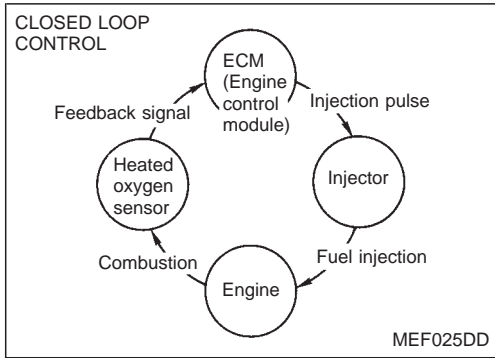 CLOSED LOOP
CONTROL
ECM
(Engine
control
module)
Feedback signal
Injection pulse
Heated
oxygen
sensor
Injector
Combustion
Fuel injection
Engine
MEF025DD